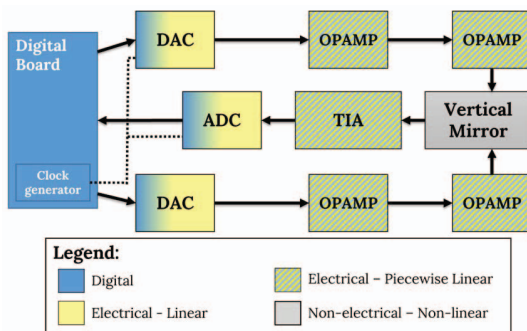 Digital
Board
DAC
OPAMP
OPAMP
ADC
TIA
Vertical
Mirror
Clock
generator
DAC
OPAMP
OPAMP
Legend:
Digital
Electrical - Linear
Electrical – Piecewise Linear
Non-electrical – Non-linear